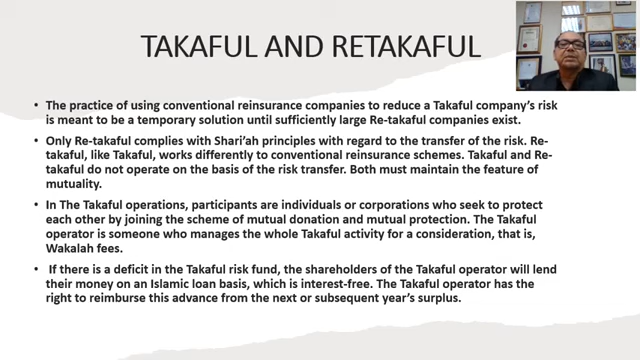 TAKAFUL AND RETAKAFUL
• The practice of using conventional reinsurance companies to reduce a Takaful company's risk
is meant to be a temporary solution until sufficiently large Re-takaful companies exist.
• Only Re-takaful complies with Shari'ah principles with regard to the transfer of the risk. Re-
takaful, like Takaful, works differently to conventional reinsurance schemes. Takaful and Re-
takaful do not operate on the basis of the risk transfer. Both must maintain the feature of
mutuality.
• In The Takaful operations, participants are individuals or corporations who seek to protect
each other by joining the scheme of mutual donation and mutual protection. The Takaful
operator is someone who manages the whole Takaful activity for a consideration, that is,
Wakalah fees.
• If there is a deficit in the Takaful risk fund, the shareholders of the Takaful operator will lend
their money on an Islamic loan basis, which is interest-free. The Takaful operator has the
right to reimburse this advance from the next or subsequent year's surplus.